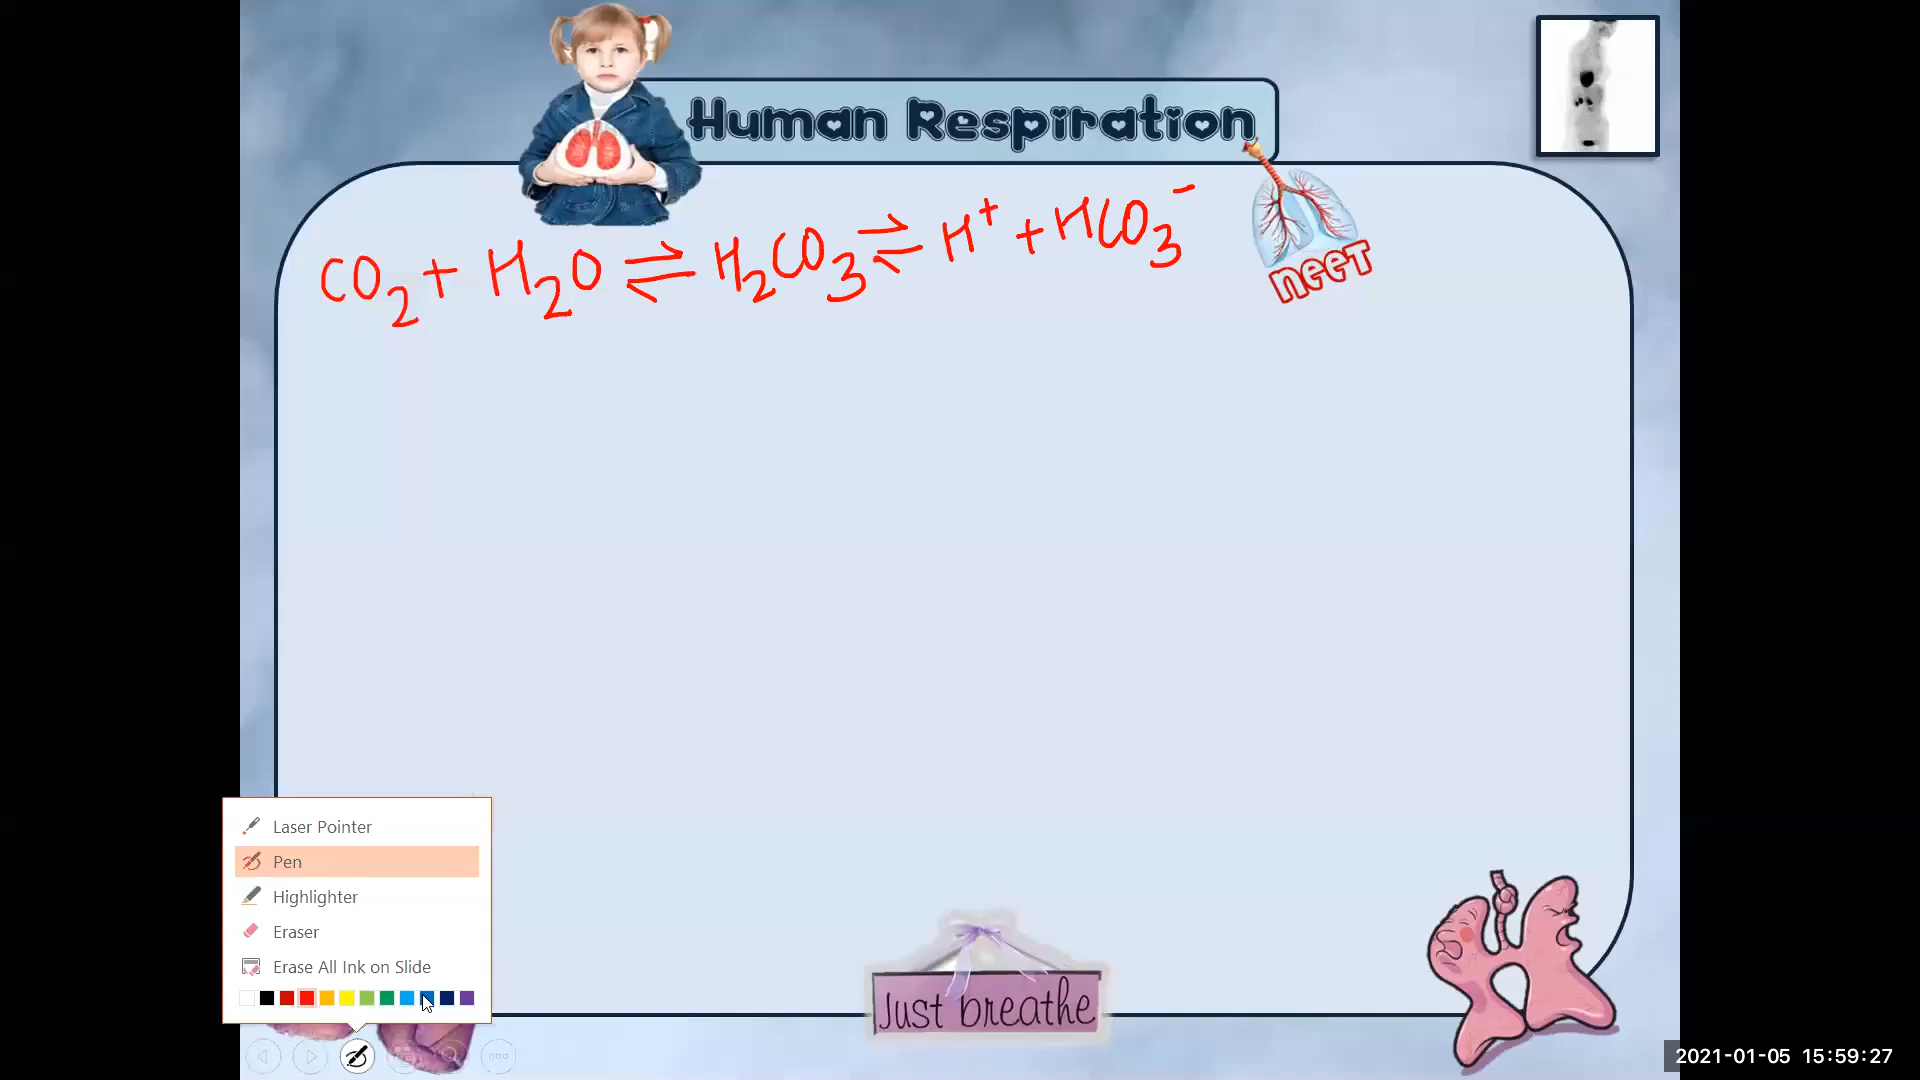 Human Respiration
CO₂ + H₂O ⇌ H₂CO₃ ⇌ H⁺ + HCO₃⁻
NEET
Laser Pointer
Pen
Highlighter
Eraser
Erase All Ink on Slide
Just breathe
2021-01-05 15:59:27